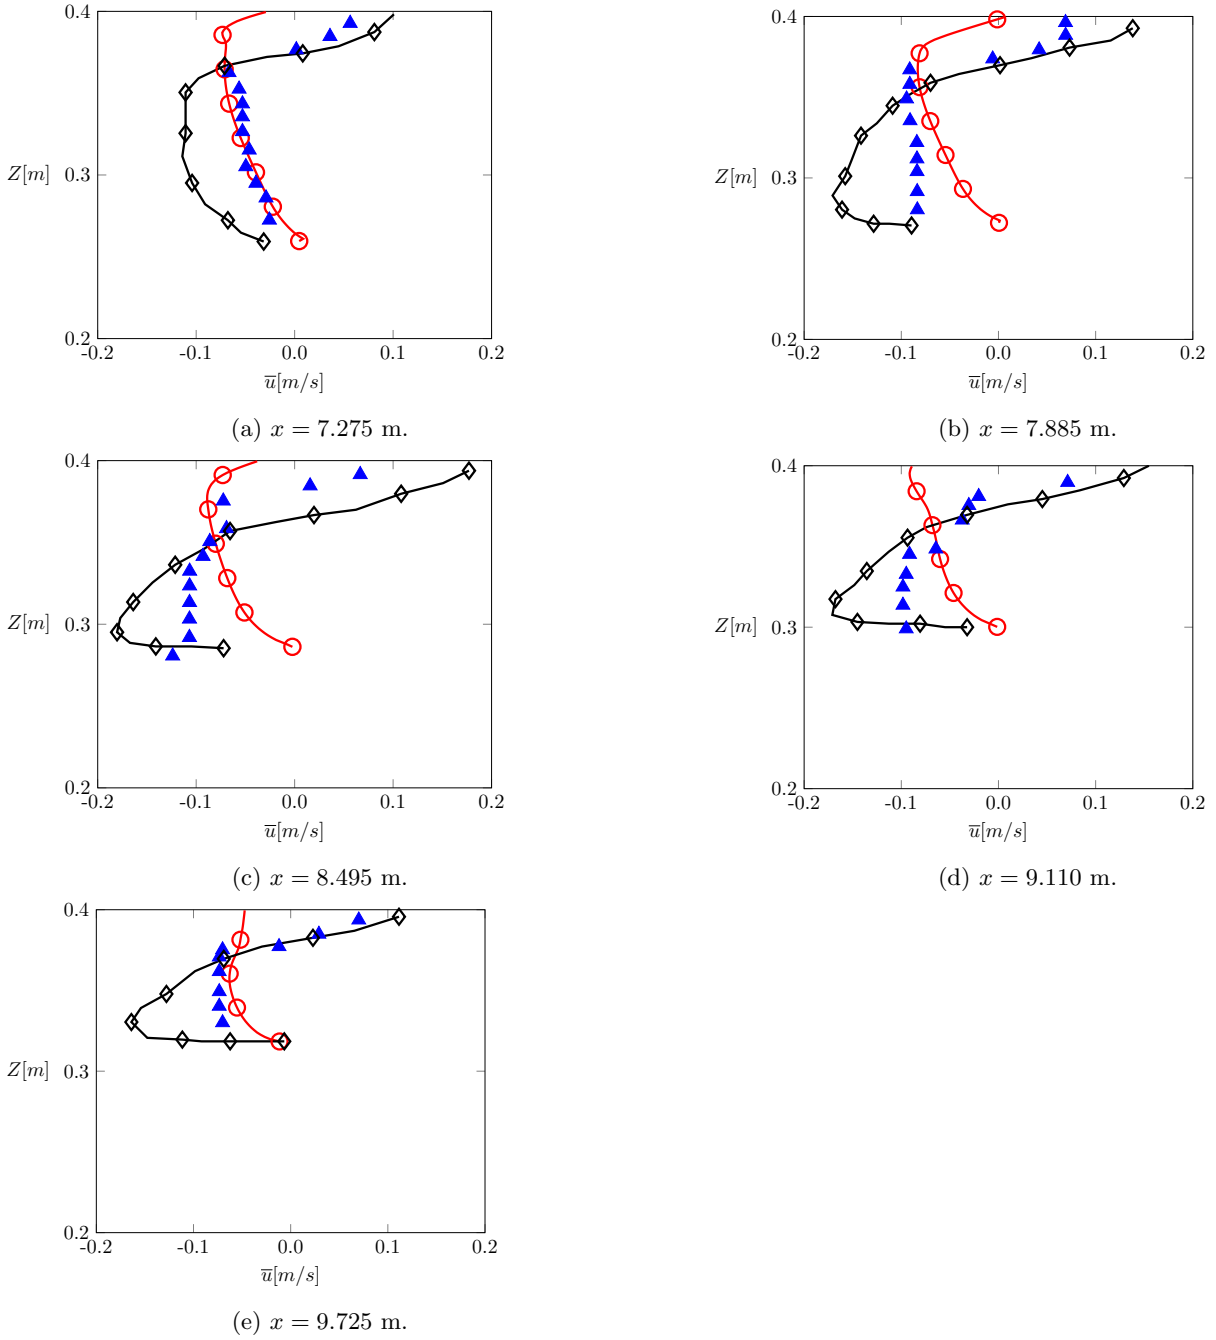 0.4
Z[m] 0.3
0.2
-0.2 -0.1 0.0 0.1 0.2
u̅[m/s]
(a) x = 7.275 m.
0.4
Z[m] 0.3
0.2
-0.2 -0.1 0.0 0.1 0.2
u̅[m/s]
(b) x = 7.885 m.
0.4
Z[m] 0.3
0.2
-0.2 -0.1 0.0 0.1 0.2
u̅[m/s]
(c) x = 8.495 m.
0.4
Z[m] 0.3
0.2
-0.2 -0.1 0.0 0.1 0.2
u̅[m/s]
(d) x = 9.110 m.
0.4
Z[m] 0.3
0.2
-0.2 -0.1 0.0 0.1 0.2
u̅[m/s]
(e) x = 9.725 m.